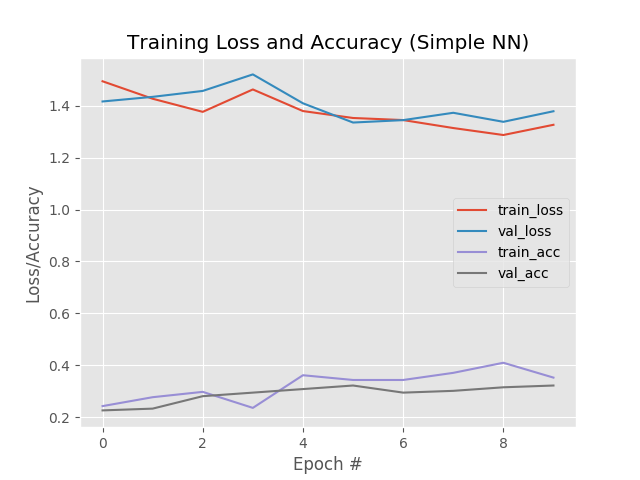 Training Loss and Accuracy (Simple NN)
Loss/Accuracy
1.4
1.2
1.0
0.8
0.6
0.4
0.2
train_loss
val_loss
train_acc
val_acc
0 2 4 6 8
Epoch #